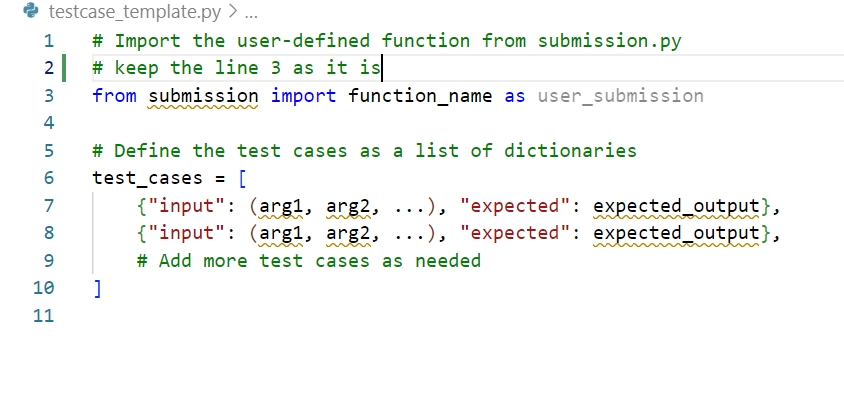 testcase_template.py > ...
1 # Import the user-defined function from submission.py
2 # keep the line 3 as it is
3 from submission import function_name as user_submission
4
5 # Define the test cases as a list of dictionaries
6 test_cases = [
7     {"input": (arg1, arg2, ...), "expected": expected_output},
8     {"input": (arg1, arg2, ...), "expected": expected_output},
9     # Add more test cases as needed
10 ]
11